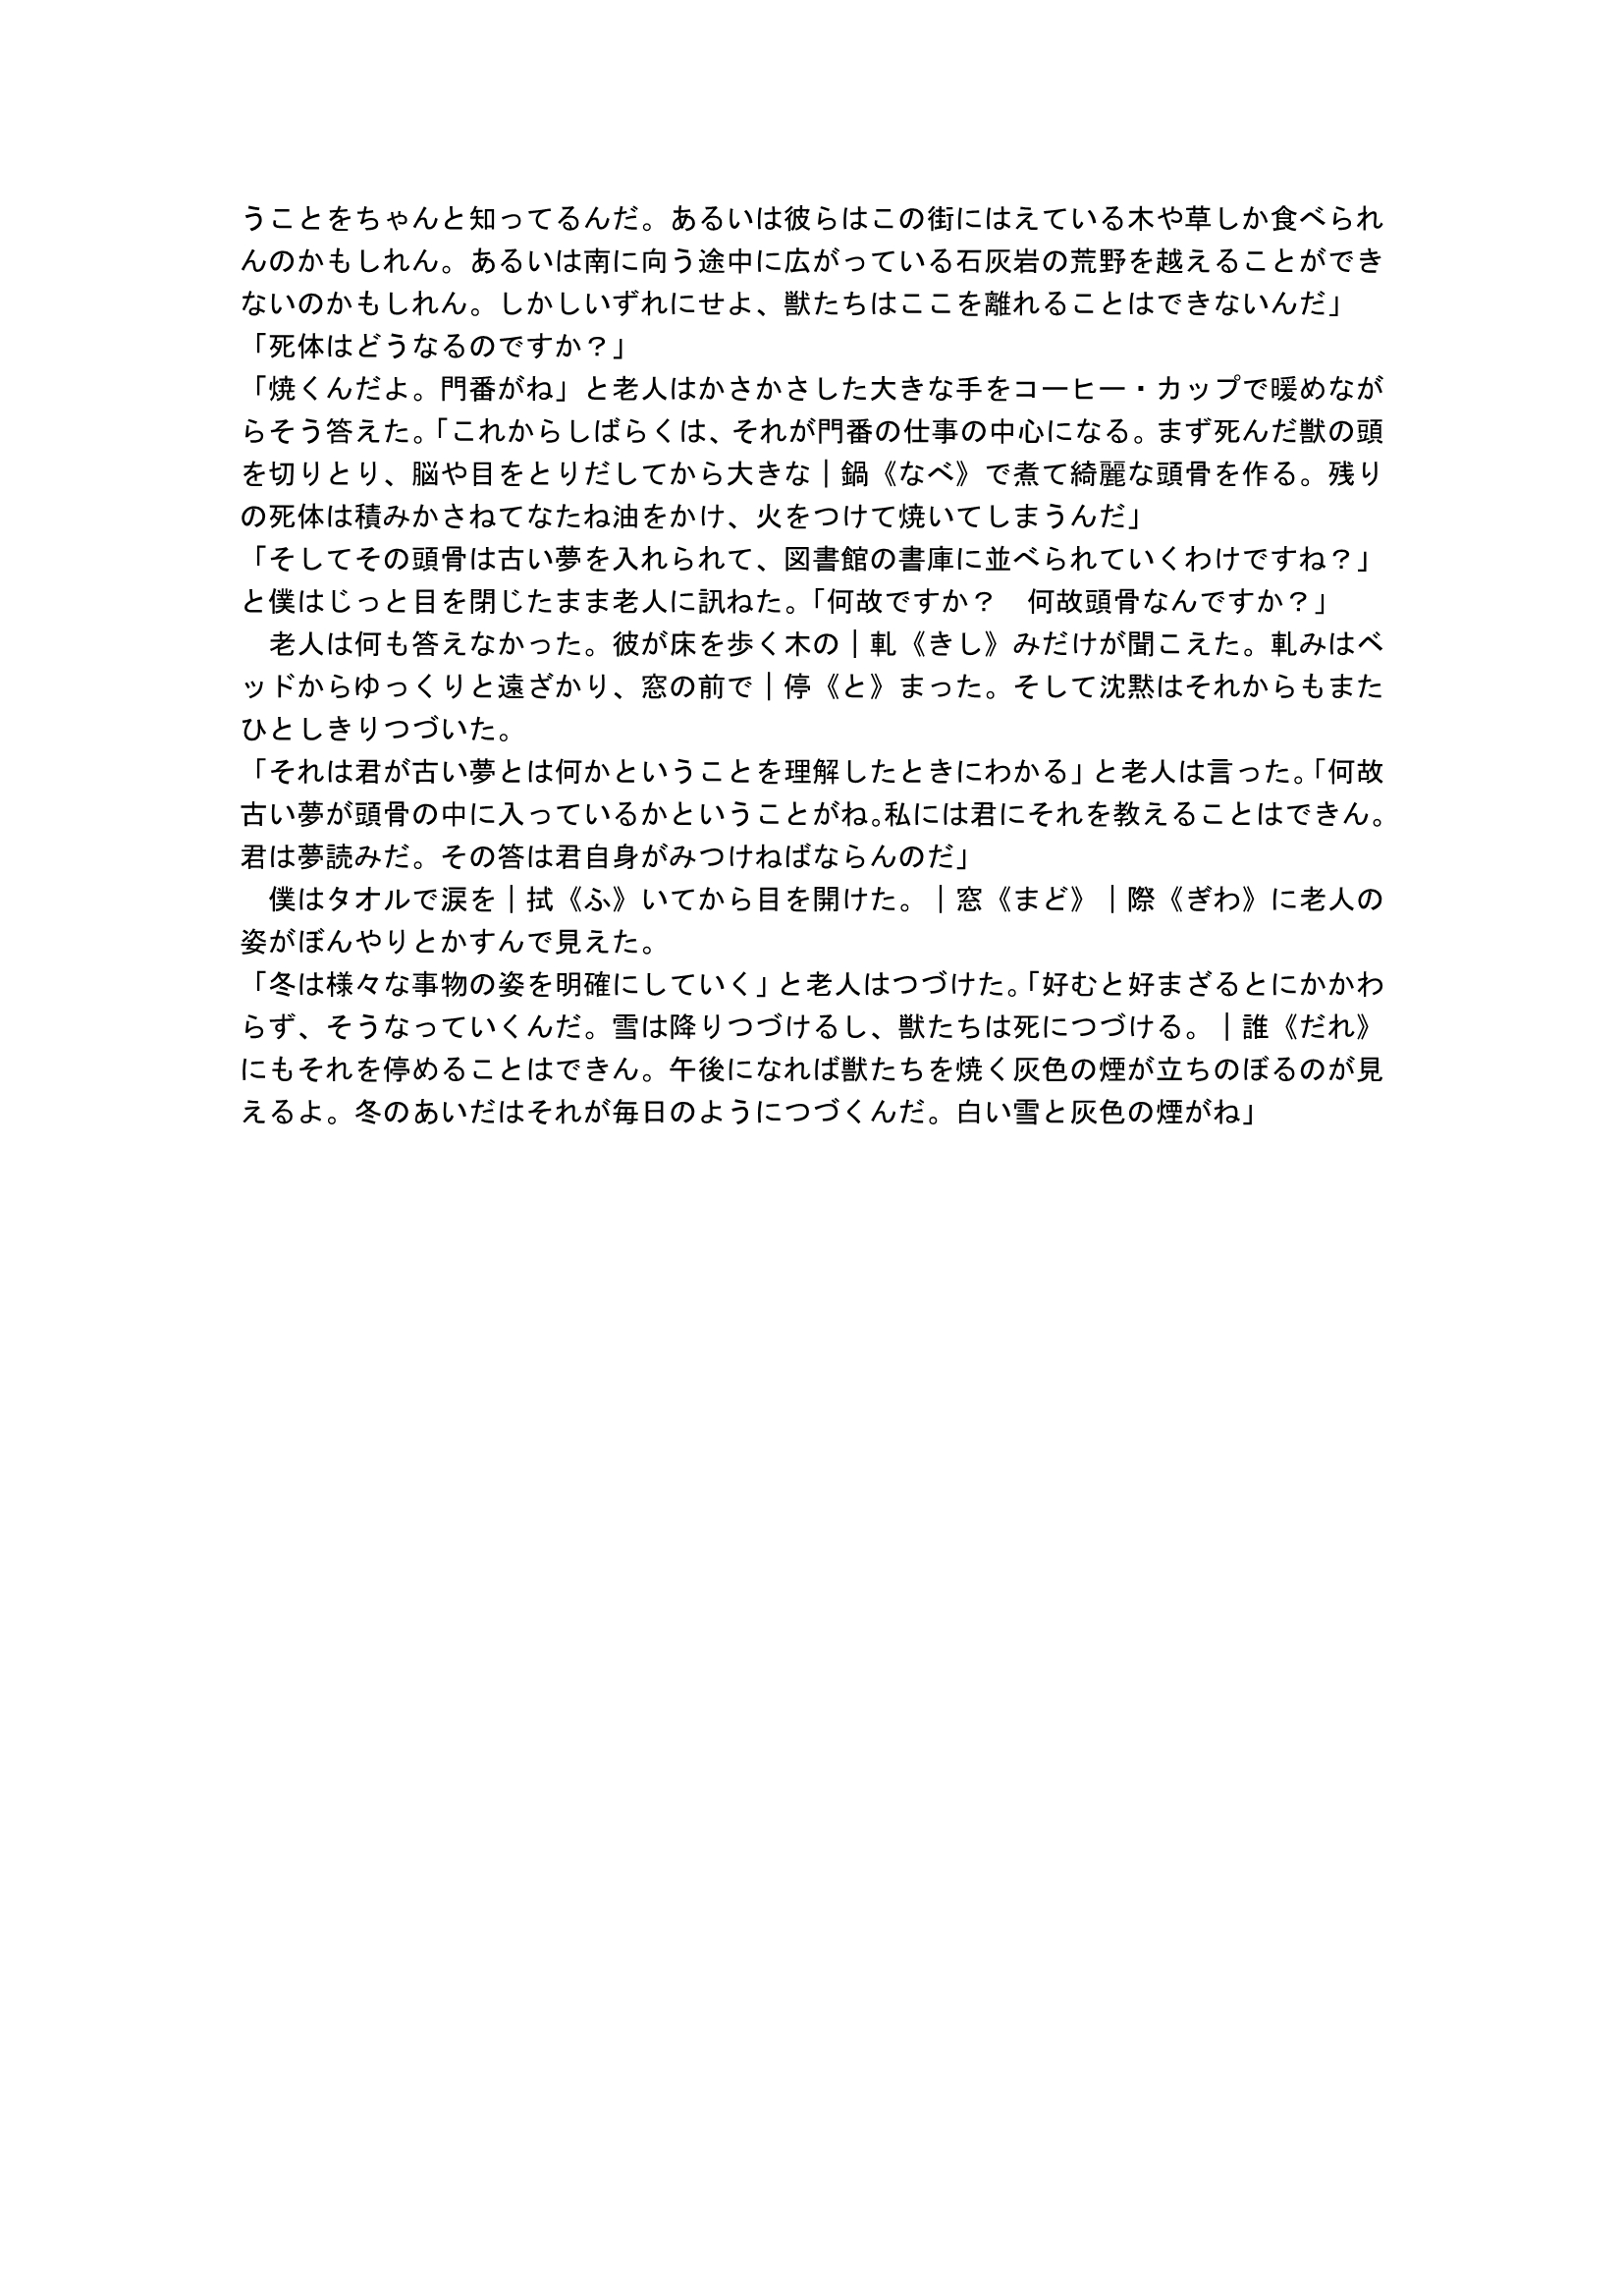 うことをちゃんと知ってるんだ。あるいは彼らはこの街にはえている木や草しか食べられ
んのかもしれん。あるいは南に向う途中に広がっている石灰岩の荒野を越えることができ
ないのかもしれん。しかしいずれにせよ、獣たちはここを離れることはできないんだ」
「死体はどうなるのですか？」
「焼くんだよ。門番がね」と老人はかさかさした大きな手をコーヒー・カップで暖めなが
らそう答えた。「これからしばらくは、それが門番の仕事の中心になる。まず死んだ獣の頭
を切りとり、脳や目をとりだしてから大きな｜鍋《なべ》で煮て綺麗な頭骨を作る。残り
の死体は積みかさねてなたね油をかけ、火をつけて焼いてしまうんだ」
「そしてその頭骨は古い夢を入れられて、図書館の書庫に並べられていくわけですね？」
と僕はじっと目を閉じたまま老人に訊ねた。「何故ですか？　何故頭骨なんですか？」
　老人は何も答えなかった。彼が床を歩く木の｜軋《きし》みだけが聞こえた。軋みはベ
ッドからゆっくりと遠ざかり、窓の前で｜停《と》まった。そして沈黙はそれからもまた
ひとしきりつづいた。
「それは君が古い夢とは何かということを理解したときにわかる」と老人は言った。「何故
古い夢が頭骨の中に入っているかということがね。私には君にそれを教えることはできん。
君は夢読みだ。その答は君自身がみつけねばならんのだ」
　僕はタオルで涙を｜拭《ふ》いてから目を開けた。｜窓《まど》｜際《ぎわ》に老人の
姿がぼんやりとかすんで見えた。
「冬は様々な事物の姿を明確にしていく」と老人はつづけた。「好むと好まざるとにかかわ
らず、そうなっていくんだ。雪は降りつづけるし、獣たちは死につづける。｜誰《だれ》
にもそれを停めることはできん。午後になれば獣たちを焼く灰色の煙が立ちのぼるのが見
えるよ。冬のあいだはそれが毎日のようにつづくんだ。白い雪と灰色の煙がね」